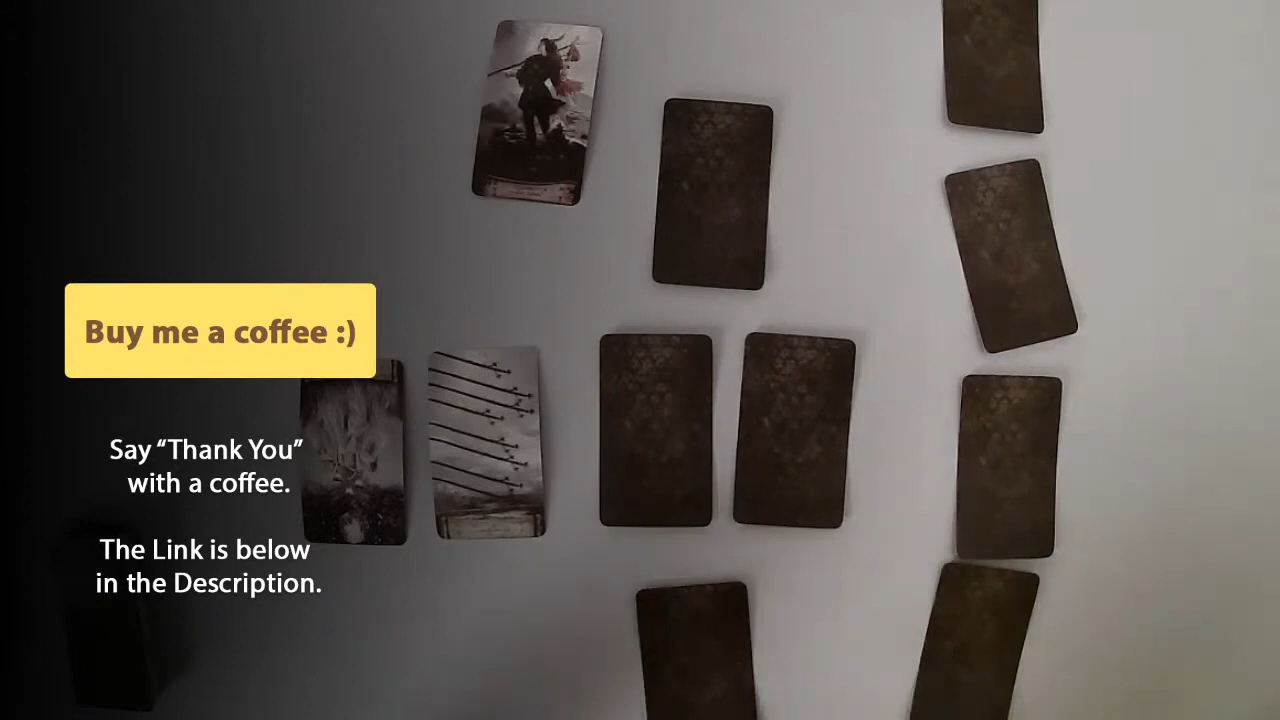 Buy me a coffee :)
Say “Thank You”
with a coffee.
The Link is below
in the Description.